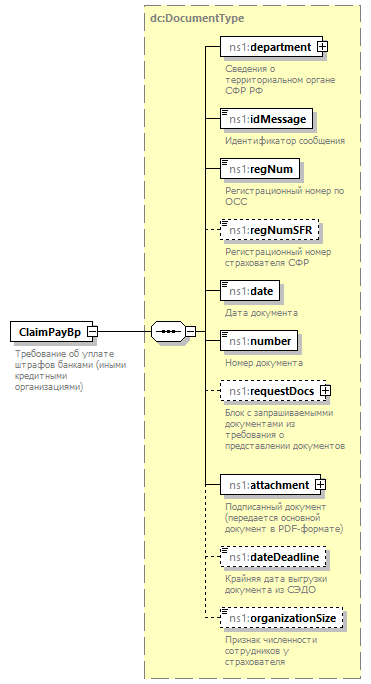 dc:DocumentType
ns1:department
Сведения о
территориальном органе
СФР РФ
ns1:idMessage
Идентификатор сообщения
ns1:regNum
Регистрационный номер по
ОСС
ns1:regNumSFR
Регистрационный номер
страхователя СФР
ns1:date
Дата документа
ClaimPayBp
Требование об уплате
штрафов банками (иными
кредитными
организациями)
ns1:number
Номер документа
ns1:requestDocs
Блок с запрашиваемымми
документами из
требования о
представлении документов
ns1:attachment
Подписанный документ
(передается основной
документ в PDF-формате)
ns1:dateDeadline
Крайняя дата выгрузки
документа из СЭДО
ns1:organizationSize
Признак численности
сотрудников у
страхователя